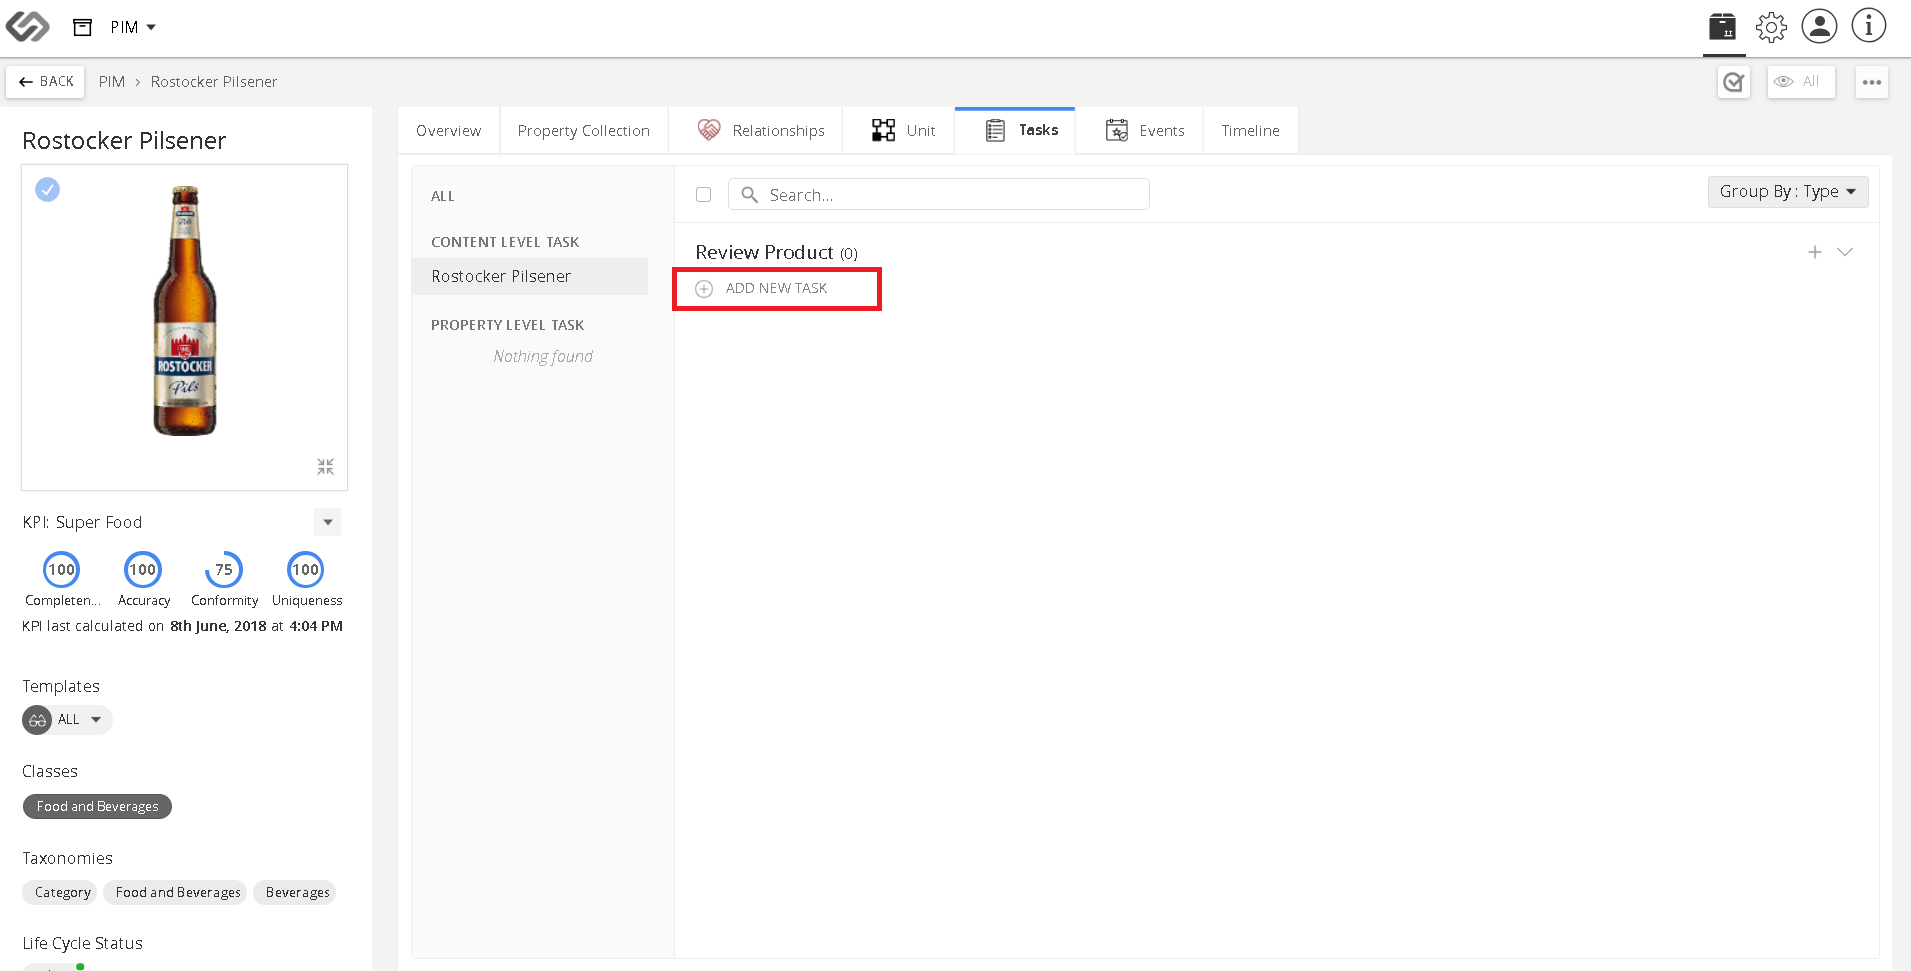 PIM
BACK PIM › Rostocker Pilsener
All
Rostocker Pilsener
ROSTOCKER
Pils
KPI: Super Food
100 100 75 100
Completen... Accuracy Conformity Uniqueness
KPI last calculated on 8th June, 2018 at 4:04 PM
Templates
ALL
Classes
Food and Beverages
Taxonomies
Category Food and Beverages Beverages
Life Cycle Status
Overview Property Collection Relationships Unit Tasks Events Timeline
ALL
CONTENT LEVEL TASK
Rostocker Pilsener
PROPERTY LEVEL TASK
Nothing found
Search...
Group By : Type
Review Product (0)
ADD NEW TASK